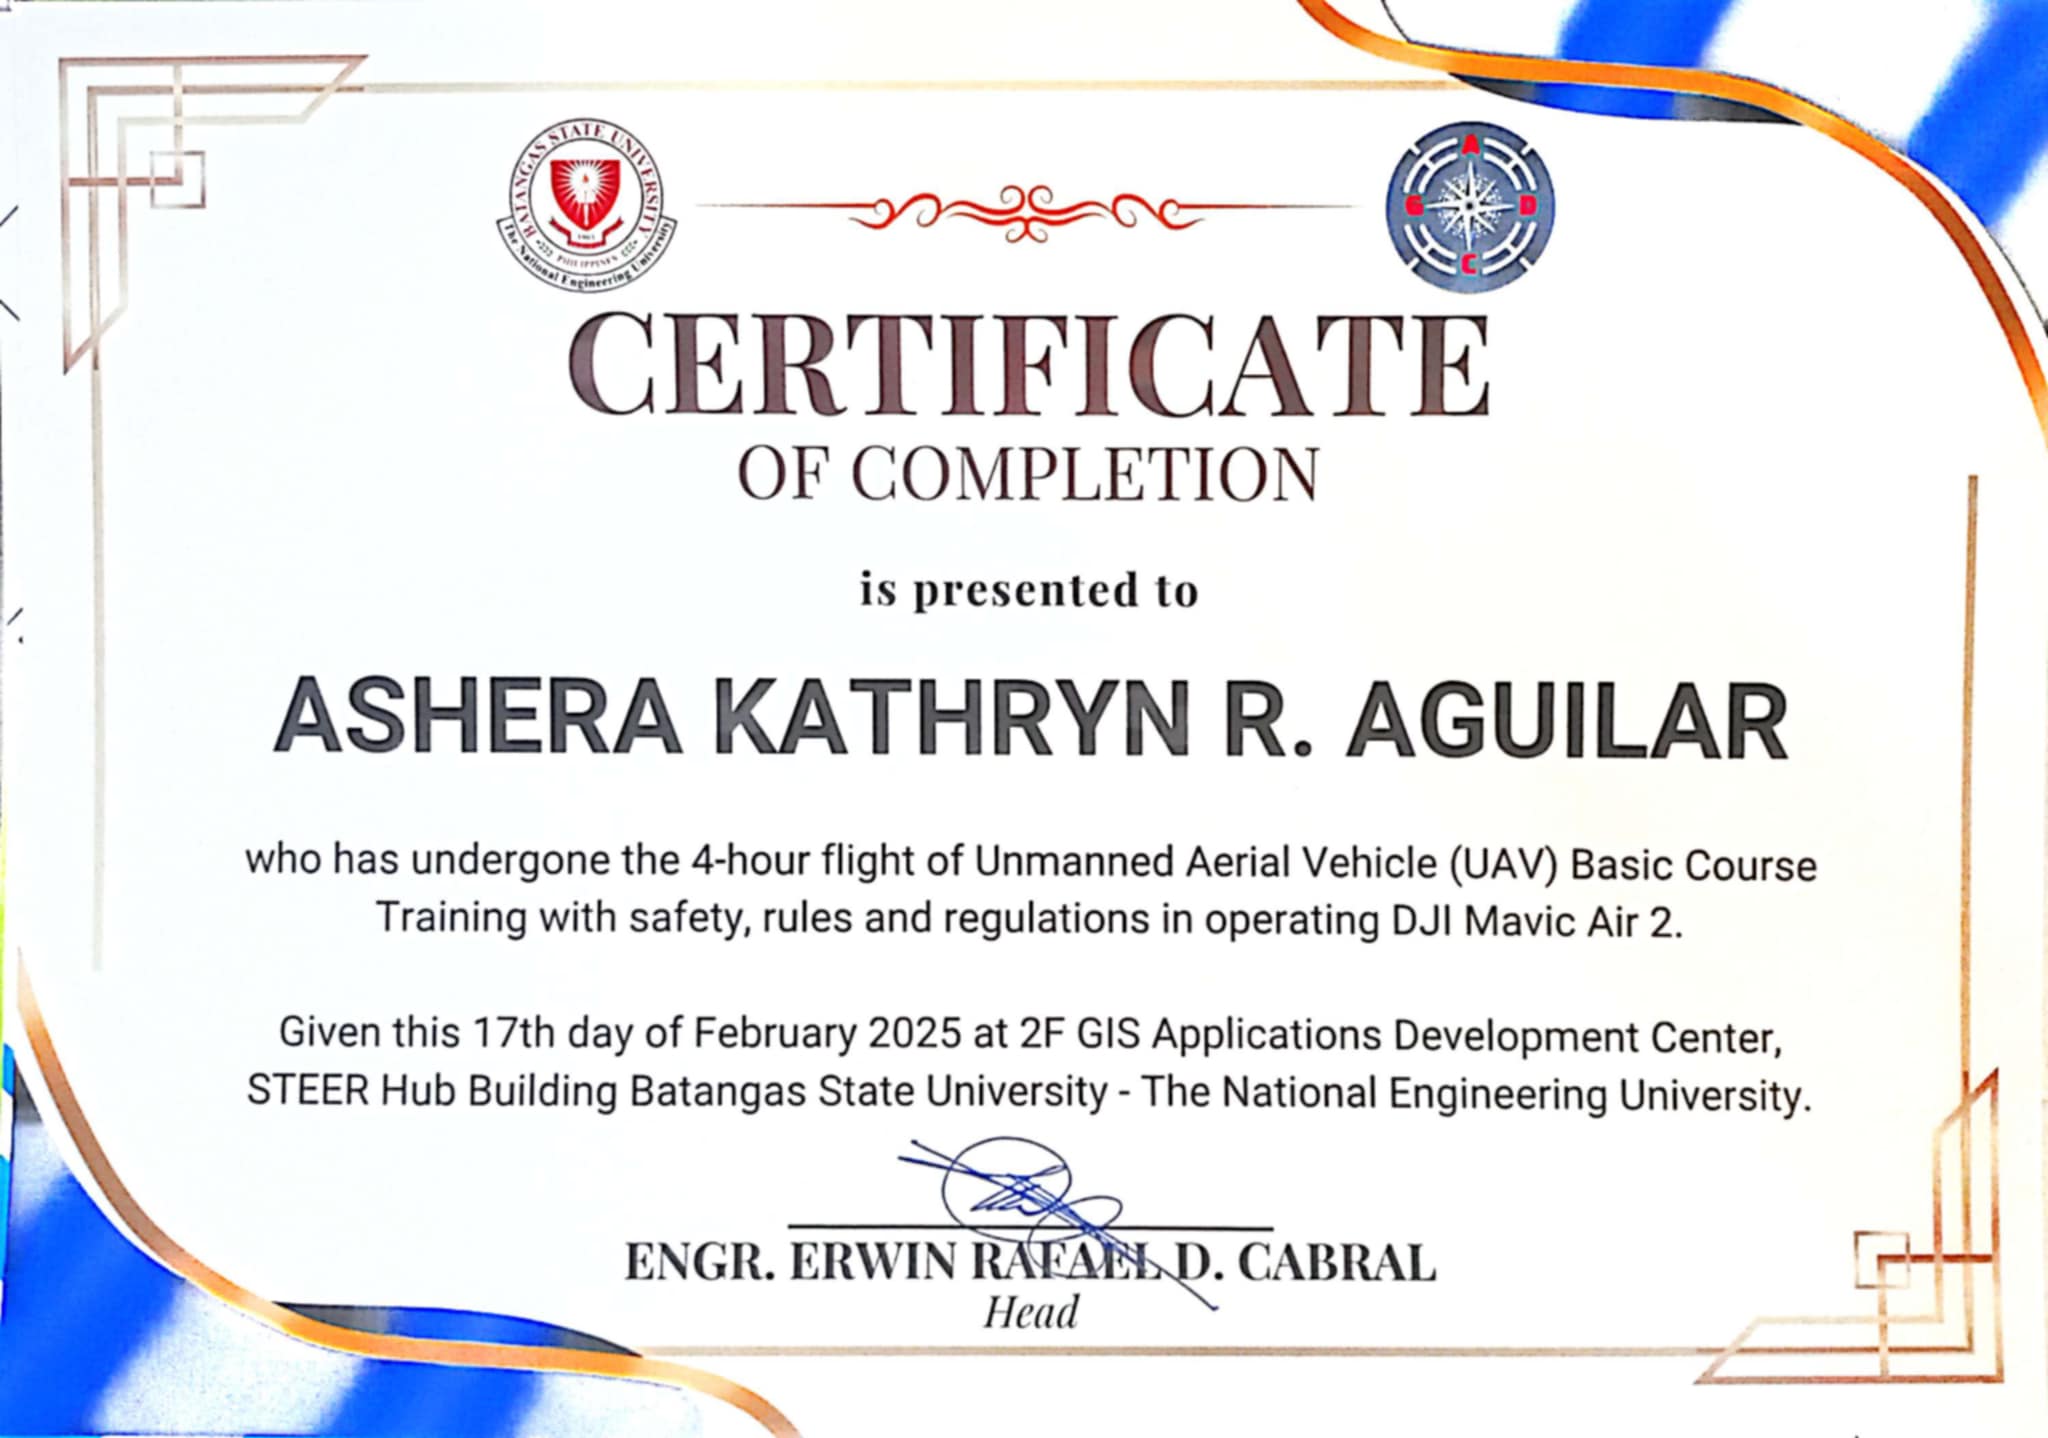 BATANGAS STATE UNIVERSITY
PHILIPPINES
The National Engineering University
A
G D
C
CERTIFICATE
OF COMPLETION
is presented to
ASHERA KATHRYN R. AGUILAR
who has undergone the 4-hour flight of Unmanned Aerial Vehicle (UAV) Basic Course
Training with safety, rules and regulations in operating DJI Mavic Air 2.
Given this 17th day of February 2025 at 2F GIS Applications Development Center,
STEER Hub Building Batangas State University - The National Engineering University.
ENGR. ERWIN RAFAEL D. CABRAL
Head